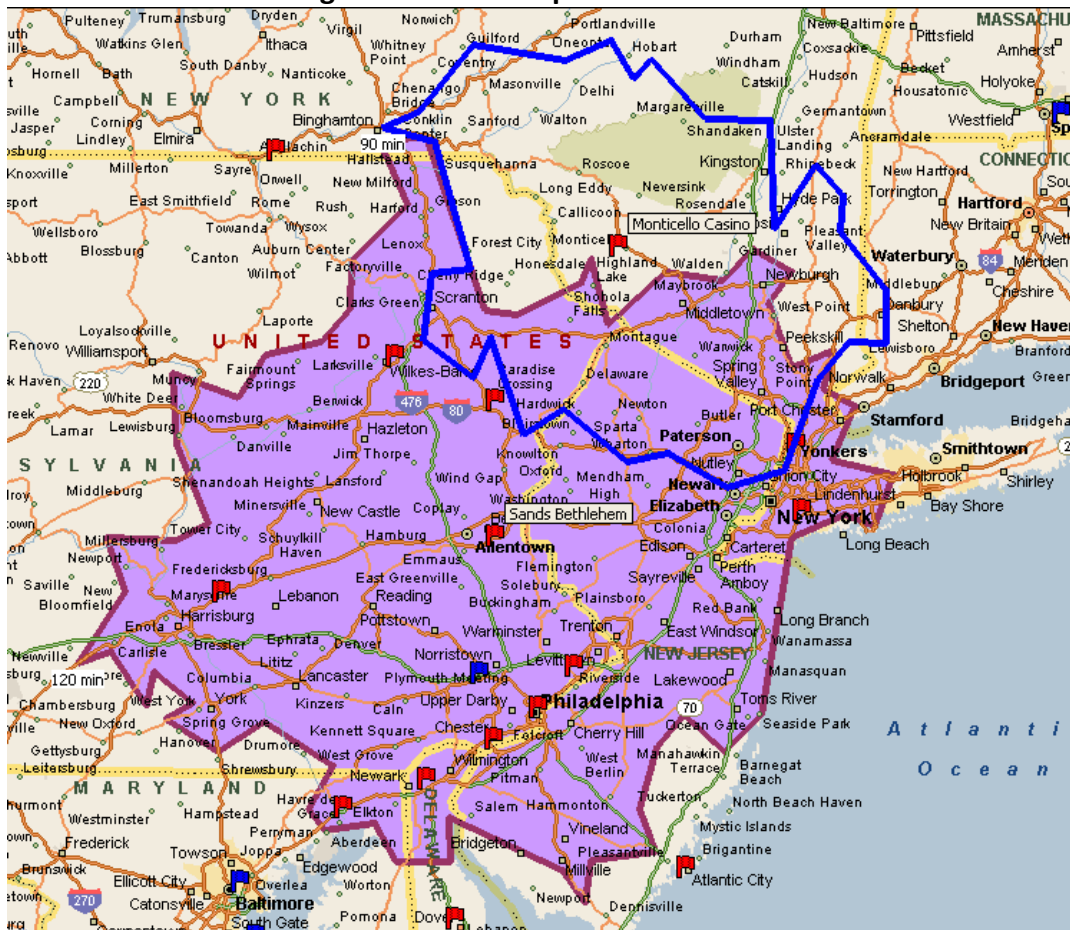 Pulteney Trumansburg Dryden Virgil Norwich Portlandville New Baltimore MASSACHU
Watkins Glen Ithaca Whitney Point Guilford Oneont Hobart Durham Coxsackie Pittsfield Amherst
Hornell Bath South Danby Nanticoke Coventry Masonville Windham Catskill Hudson Becket Holyoke
Campbell Corning NEW YORK Chenango Bridge Delhi Margaretville Germantown Housatonic Westfield Sp
Jasper Lindley Elmira Binghamton Conklin Center Sanford Walton Shandaken Ulster Landing Ancramdale
90 min
Knoxville Millerton Sayre Apalachin Hallstead Susquehanna Roscoe Kingston Rhinebeck CONNECTIC
Orwell New Milford Long Eddy Neversink New Hartford
East Smithfield Rome Rush Harford Gibson Callicoon Rosendale Hyde Park Torrington Hartford
Wellsboro Towanda Wysox Monticello Casino New Britain
Blossburg Auburn Center Lenox Forest City Montice Gardiner Pleasant Valley
Abbott Canton Wilmot Factoryville Honesdale Highland Lake Walden Newburgh Waterbury 84 Meriden
Clarks Green Scranton Shohola Falls Maybrook Middlebury Cheshire
Laporte Middletown West Point Danbury
Loyalsockville UNITED STATES Montague Peekskill Shelton New Haven
Renovo Williamsport Larksville Wilkes-Bar Warwick Lewisboro Branford
220 Muncy Fairmount Springs Paradise Crossing Delaware Spring Valley Stony Point Norwalk Bridgeport
White Deer Berwick 476 80 Hardwick Newton Butler Port Chester
Lamar Lewisburg Bloomsburg Mainville Hazleton Blairstown Sparta Wharton Paterson Stamford
Danville Jim Thorpe Knowlton Oxford Nutley Yonkers Smithtown
SYLVANIA Shenandoah Heights Lansford Wind Gap Mendham High Newark Union City Holbrook Shirley
Middleburg Minersville New Castle Coplay Washington Elizabeth Lindenhurst Bay Shore
Tower City Sands Bethlehem New York
Millersburg Schuylkill Haven Hamburg Allentown Colonia Long Beach
Newport Fredericksburg Emmaus Flemington Edison Carteret
Saville New Bloomfield Marysville Lebanon East Greenville Reading Solebury Sayreville Perth Amboy
Harrisburg Pottstown Buckingham Plainsboro Red Bank Long Branch
Enola Bressler Ephrata Denver Warminster Trenton East Windsor Wanamassa
Newville Carlisle Lititz Norristown Levitt NEW JERSEY Manasquan
120 min Columbia Lancaster Plymouth Meeting Riverside Lakewood
Chambersburg West York York Kinzers Caln Upper Darby Philadelphia 70 Toms River
New Oxford Spring Grove Kennett Square Chester Ocean Gate Seaside Park
Gettysburg Hanover Drumore West Grove Folcroft Cherry Hill Manahawkin Terrace Atlanti
Leitersburg Shrewsbury Newark Wilmington Pitman West Berlin Barnegat Beach Ocean
MARYLAND Havre de Grace Elkton DELAWARE Salem Hammonton Tuckerton North Beach Haven
Westminster Hampstead Perryman Aberdeen Vineland Mystic Islands
Frederick Towson Joppa Edgewood Bridgeton Pleasantville Brigantine
Brunswick Ellicott City Overlea Worton Millville Atlantic City
270 Catonsville Baltimore Newport Dennisville
South Gate Pomona Dove Lebanon